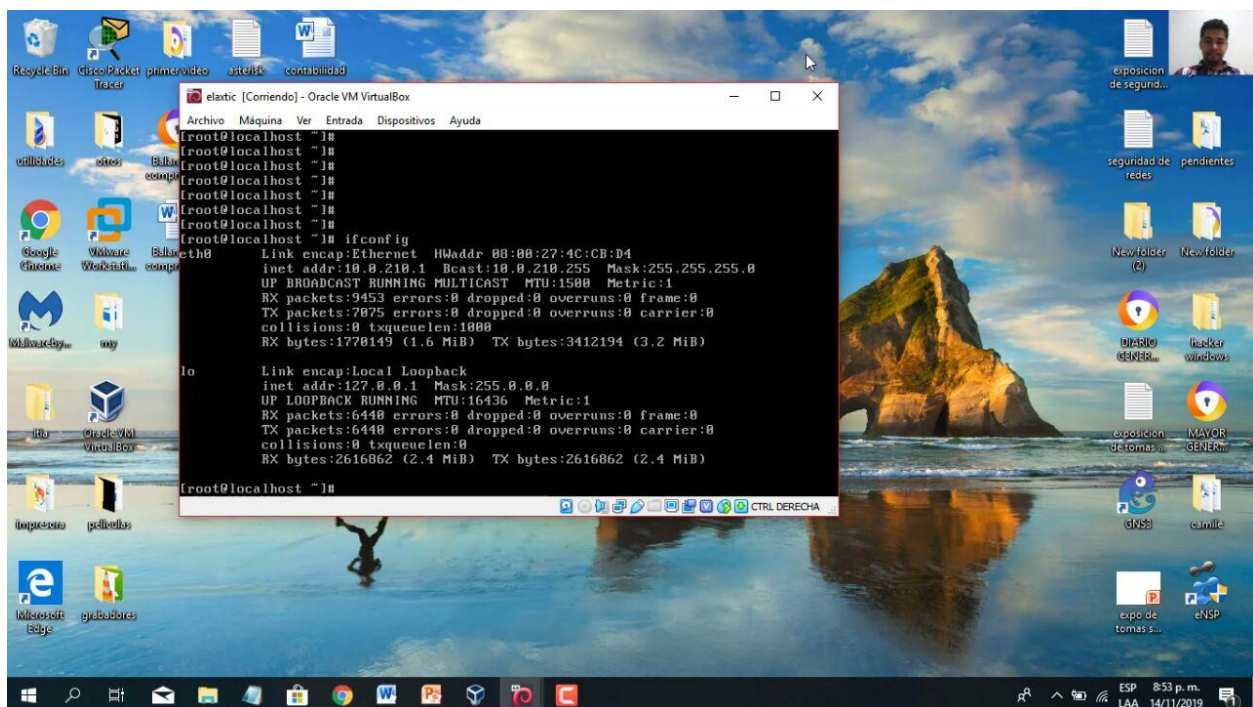 Recycle Bin
Cisco Packet Tracer
primer video
asterisk
contabilidad
exposicion de segurid...
elaxtic [Corriendo] - Oracle VM VirtualBox
Archivo Máquina Ver Entrada Dispositivos Ayuda
[root@localhost ~]#
[root@localhost ~]#
[root@localhost ~]#
[root@localhost ~]#
[root@localhost ~]#
[root@localhost ~]#
[root@localhost ~]#
[root@localhost ~]# ifconfig
eth0 Link encap:Ethernet HWaddr 08:00:27:4C:CB:D4
inet addr:10.0.210.1 Bcast:10.0.210.255 Mask:255.255.255.0
UP BROADCAST RUNNING MULTICAST MTU:1500 Metric:1
RX packets:9453 errors:0 dropped:0 overruns:0 frame:0
TX packets:7075 errors:0 dropped:0 overruns:0 carrier:0
collisions:0 txqueuelen:1000
RX bytes:1770149 (1.6 MiB) TX bytes:3412194 (3.2 MiB)
lo Link encap:Local Loopback
inet addr:127.0.0.1 Mask:255.0.0.0
UP LOOPBACK RUNNING MTU:16436 Metric:1
RX packets:6440 errors:0 dropped:0 overruns:0 frame:0
TX packets:6440 errors:0 dropped:0 overruns:0 carrier:0
collisions:0 txqueuelen:0
RX bytes:2616862 (2.4 MiB) TX bytes:2616862 (2.4 MiB)
[root@localhost ~]#
CTRL DERECHA
utilidades
otros
Balan
compr
seguridad de redes
pendientes
Google Chrome
VMware Workstati...
Balan
compr
New folder (2)
New folder
Malwareby...
my
DIARIO GENER...
hacker windows
itla
Oracle VM VirtualBox
exposicion de tomas ...
MAYOR GENER...
impresora
peliculas
GNS3
camille
Microsoft Edge
grabadores
expo de tomas s...
eNSP
ESP
LAA
8:53 p. m.
14/11/2019